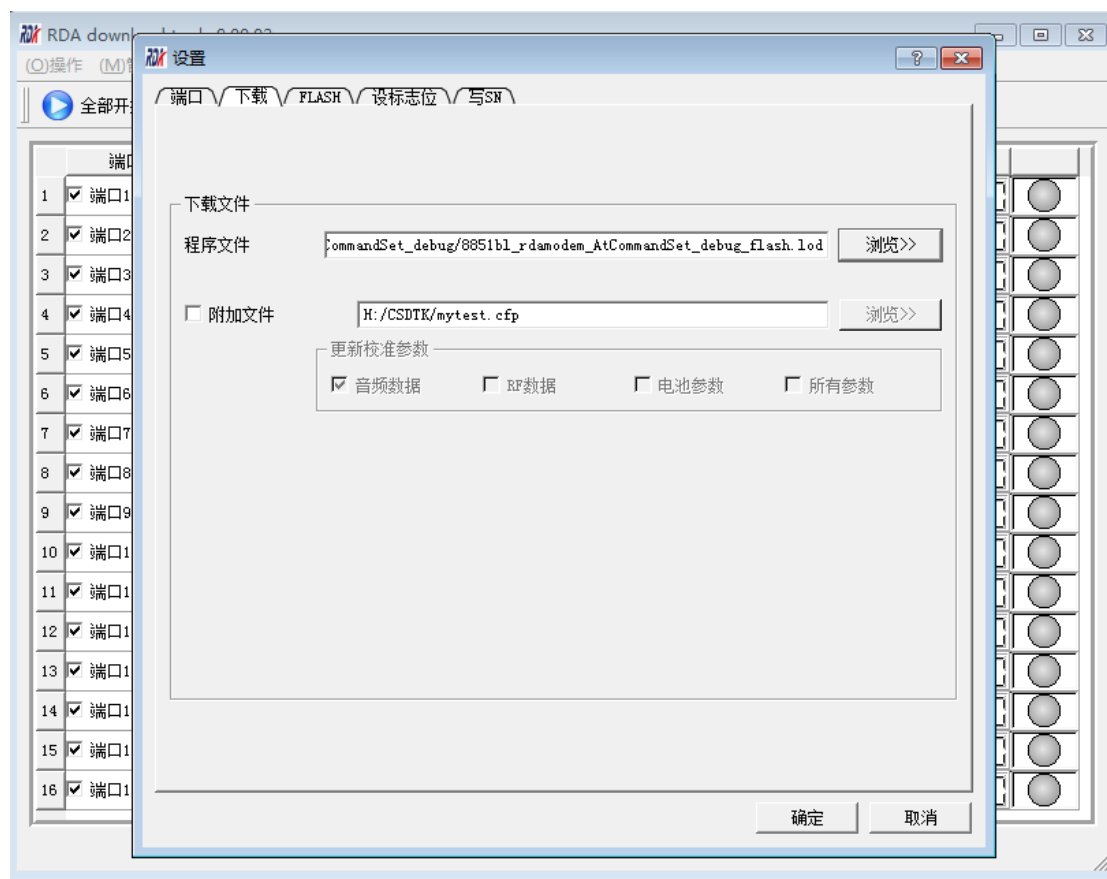 RDA down
(O)操作 (M)
全部开
设置
端口 下载 FLASH 设标志位 写SN
下载文件
程序文件 CommandSet_debug/8851bl_rdamodem_AtCommandSet_debug_flash.lod 浏览>>
附加文件 H:/CSDTK/mytest.cfp 浏览>>
更新校准参数
音频数据 RF数据 电池参数 所有参数
确定 取消
端口
1 端口1
2 端口2
3 端口3
4 端口4
5 端口5
6 端口6
7 端口7
8 端口8
9 端口9
10 端口1
11 端口1
12 端口1
13 端口1
14 端口1
15 端口1
16 端口1